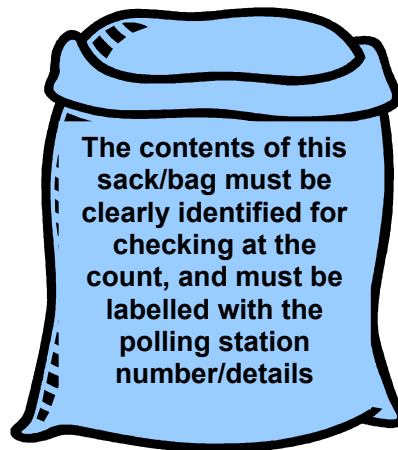 The contents of this
sack/bag must be
clearly identified for
checking at the
count, and must be
labelled with the
polling station
number/details